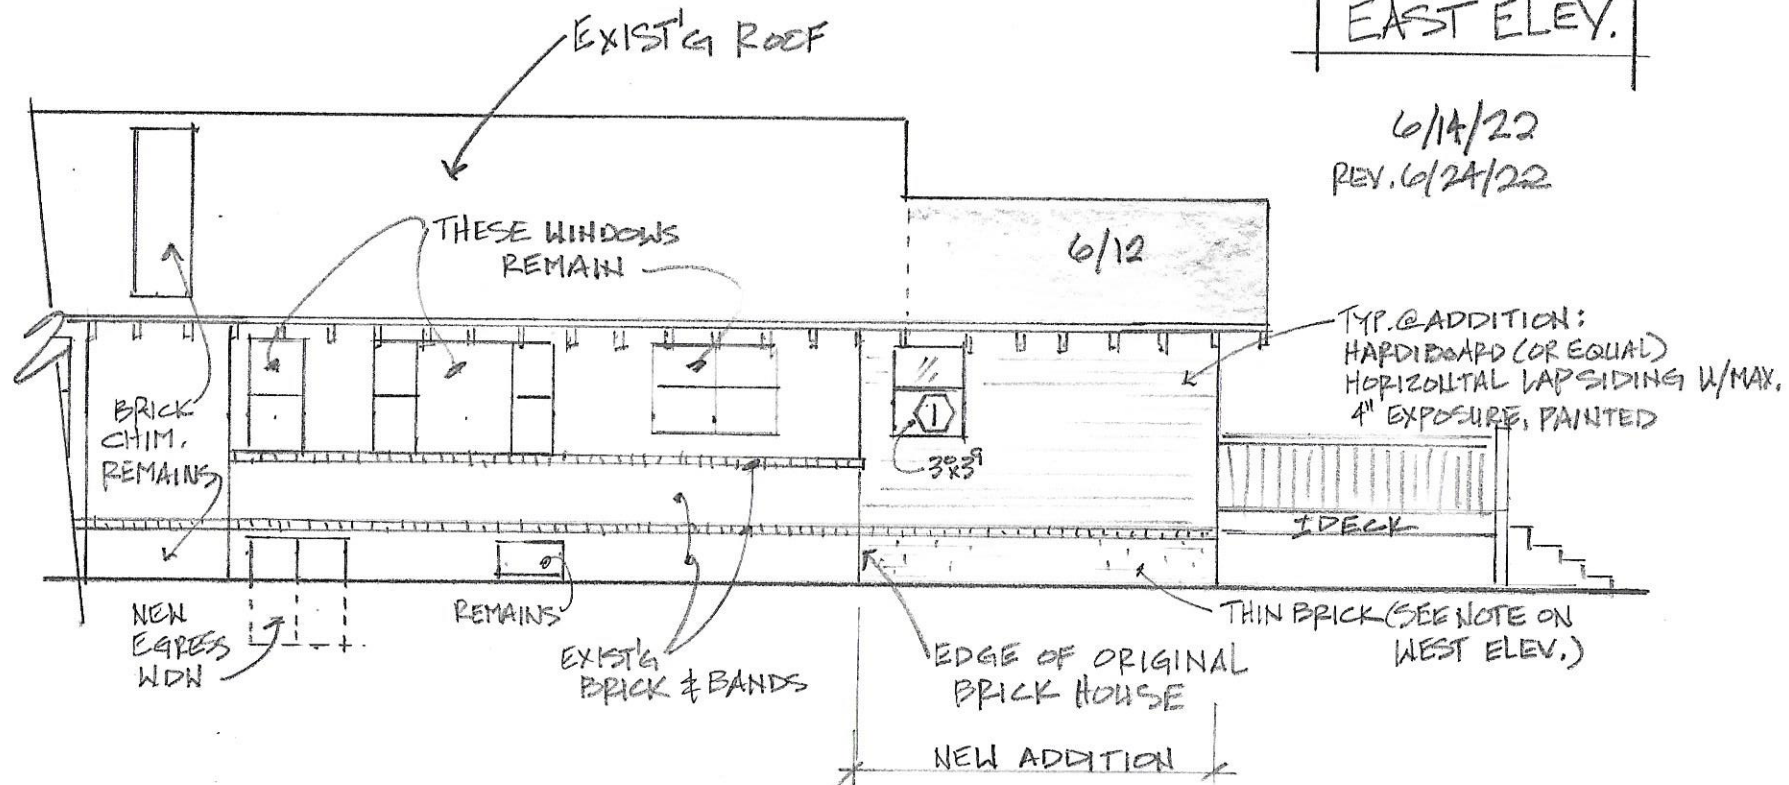 EAST ELEV.
6/14/22
REV. 6/24/22
EXIST'G ROOF
THESE WINDOWS
REMAIN
6/12
TYP. @ ADDITION:
HARDIBOARD (OR EQUAL)
HORIZONTAL LAP SIDING W/MAX.
4" EXPOSURE, PAINTED
BRICK
CHIM.
REMAINS
1
3⁰x3⁹
DECK
NEW
EGRESS
WDW
REMAINS
EXIST'G
BRICK & BANDS
EDGE OF ORIGINAL
BRICK HOUSE
THIN BRICK (SEE NOTE ON
WEST ELEV.)
NEW ADDITION